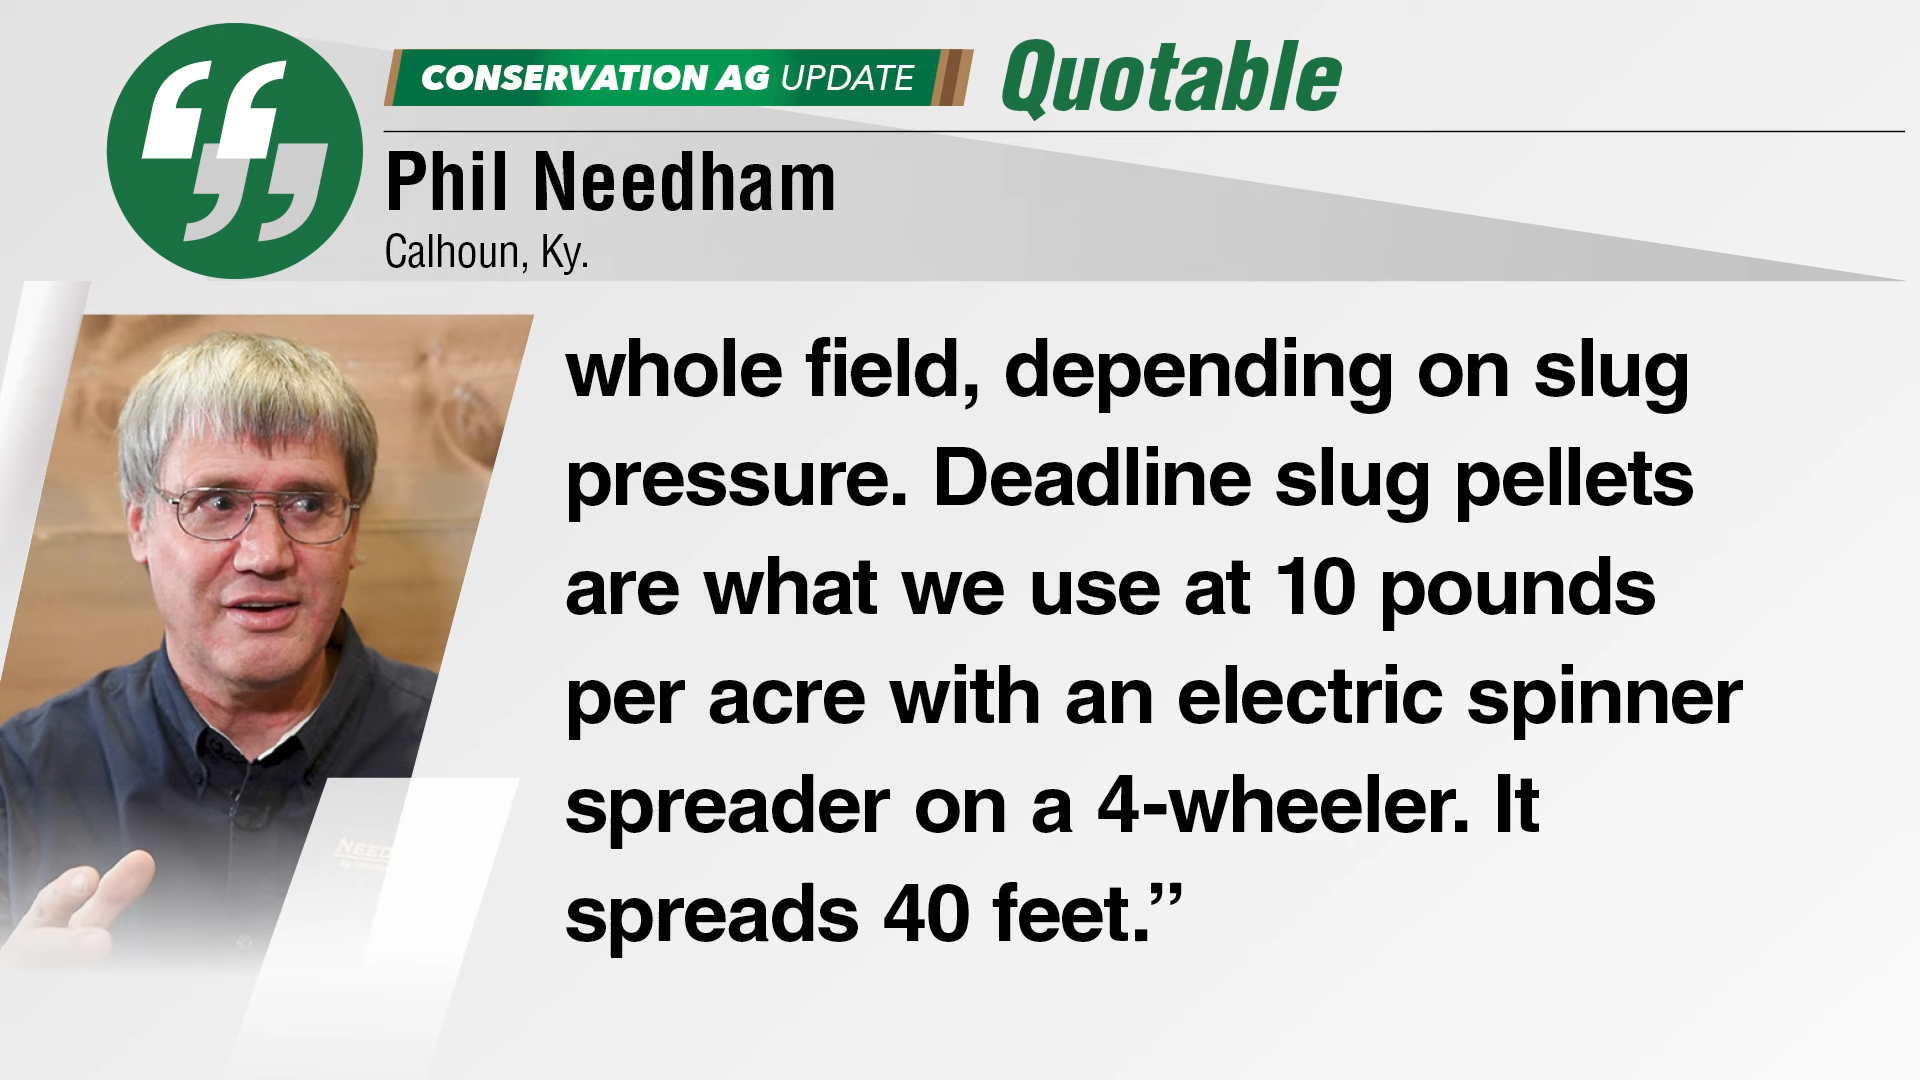 CONSERVATION AG UPDATE Quotable
Phil Needham
Calhoun, Ky.
whole field, depending on slug
pressure. Deadline slug pellets
are what we use at 10 pounds
per acre with an electric spinner
spreader on a 4-wheeler. It
spreads 40 feet.”